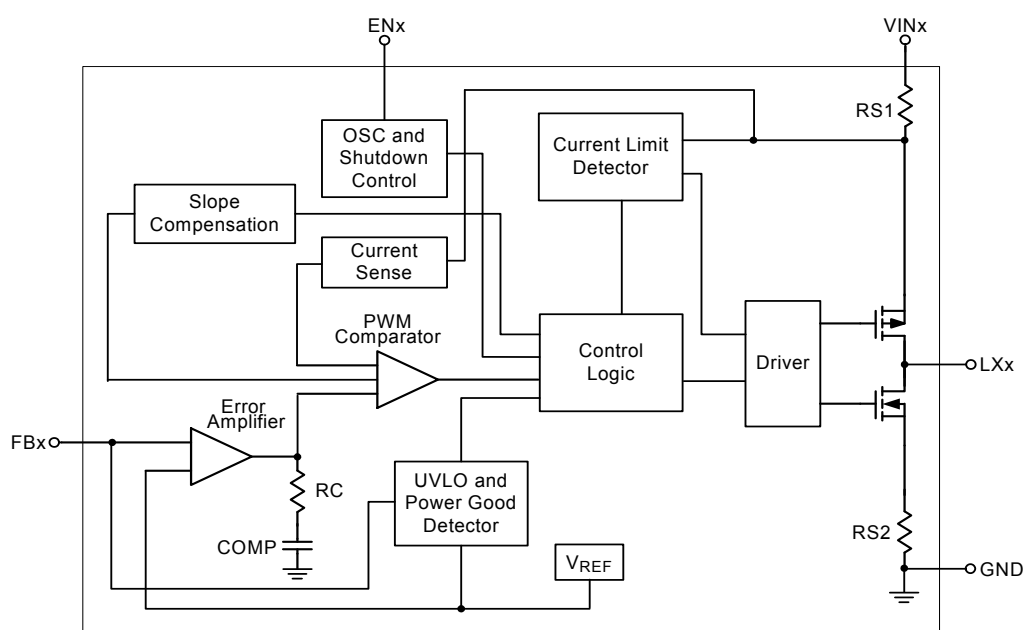 ENx
VINx
RS1
OSC and
Shutdown
Control
Current Limit
Detector
Slope
Compensation
Current
Sense
PWM
Comparator
Control
Logic
Driver
LXx
Error
Amplifier
FBx
RC
UVLO and
Power Good
Detector
COMP
RS2
VREF
GND